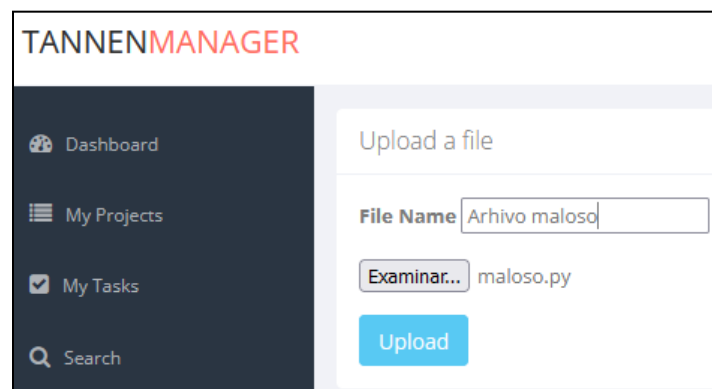 TANNENMANAGER
Dashboard
My Projects
My Tasks
Search
Upload a file
File Name Arhivo maloso
Examinar... maloso.py
Upload